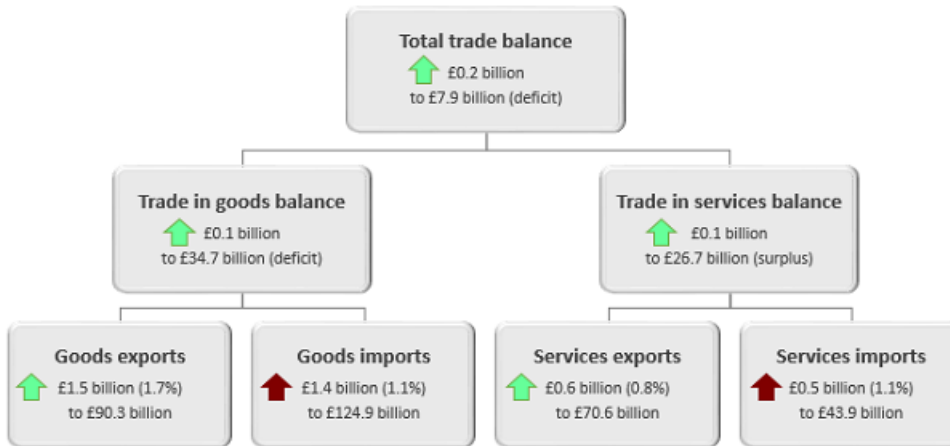 Total trade balance
£0.2 billion
to £7.9 billion (deficit)
Trade in goods balance
£0.1 billion
to £34.7 billion (deficit)
Trade in services balance
£0.1 billion
to £26.7 billion (surplus)
Goods exports
£1.5 billion (1.7%)
to £90.3 billion
Goods imports
£1.4 billion (1.1%)
to £124.9 billion
Services exports
£0.6 billion (0.8%)
to £70.6 billion
Services imports
£0.5 billion (1.1%)
to £43.9 billion